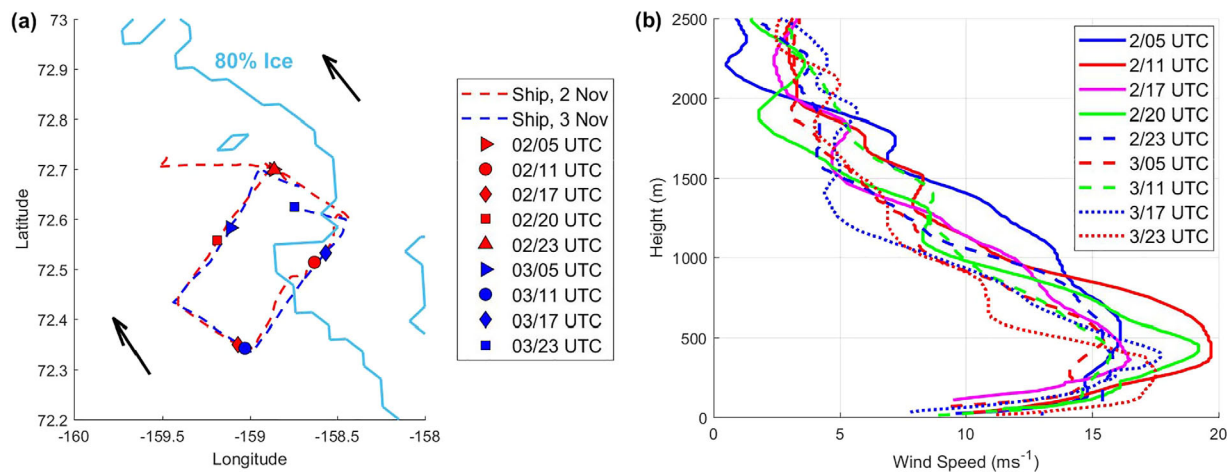 (a)
73
72.9
72.8
72.7
72.6
72.5
72.4
72.3
72.2
Latitude
-160
-159.5
-159
-158.5
-158
Longitude
80% Ice
Ship, 2 Nov
Ship, 3 Nov
02/05 UTC
02/11 UTC
02/17 UTC
02/20 UTC
02/23 UTC
03/05 UTC
03/11 UTC
03/17 UTC
03/23 UTC
(b)
2500
2000
1500
1000
500
0
Height (m)
0
5
10
15
20
Wind Speed (ms⁻¹)
2/05 UTC
2/11 UTC
2/17 UTC
2/20 UTC
2/23 UTC
3/05 UTC
3/11 UTC
3/17 UTC
3/23 UTC